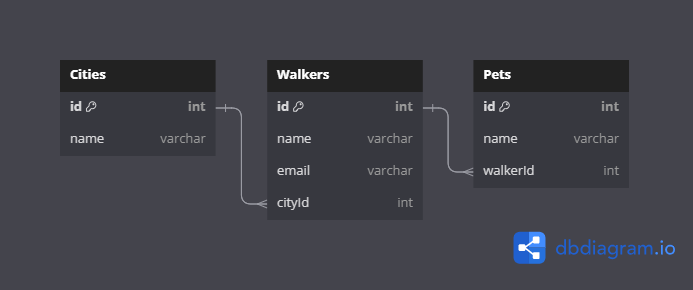 Cities
id int
name varchar
Walkers
id int
name varchar
email varchar
cityId int
Pets
id int
name varchar
walkerId int
dbdiagram.io